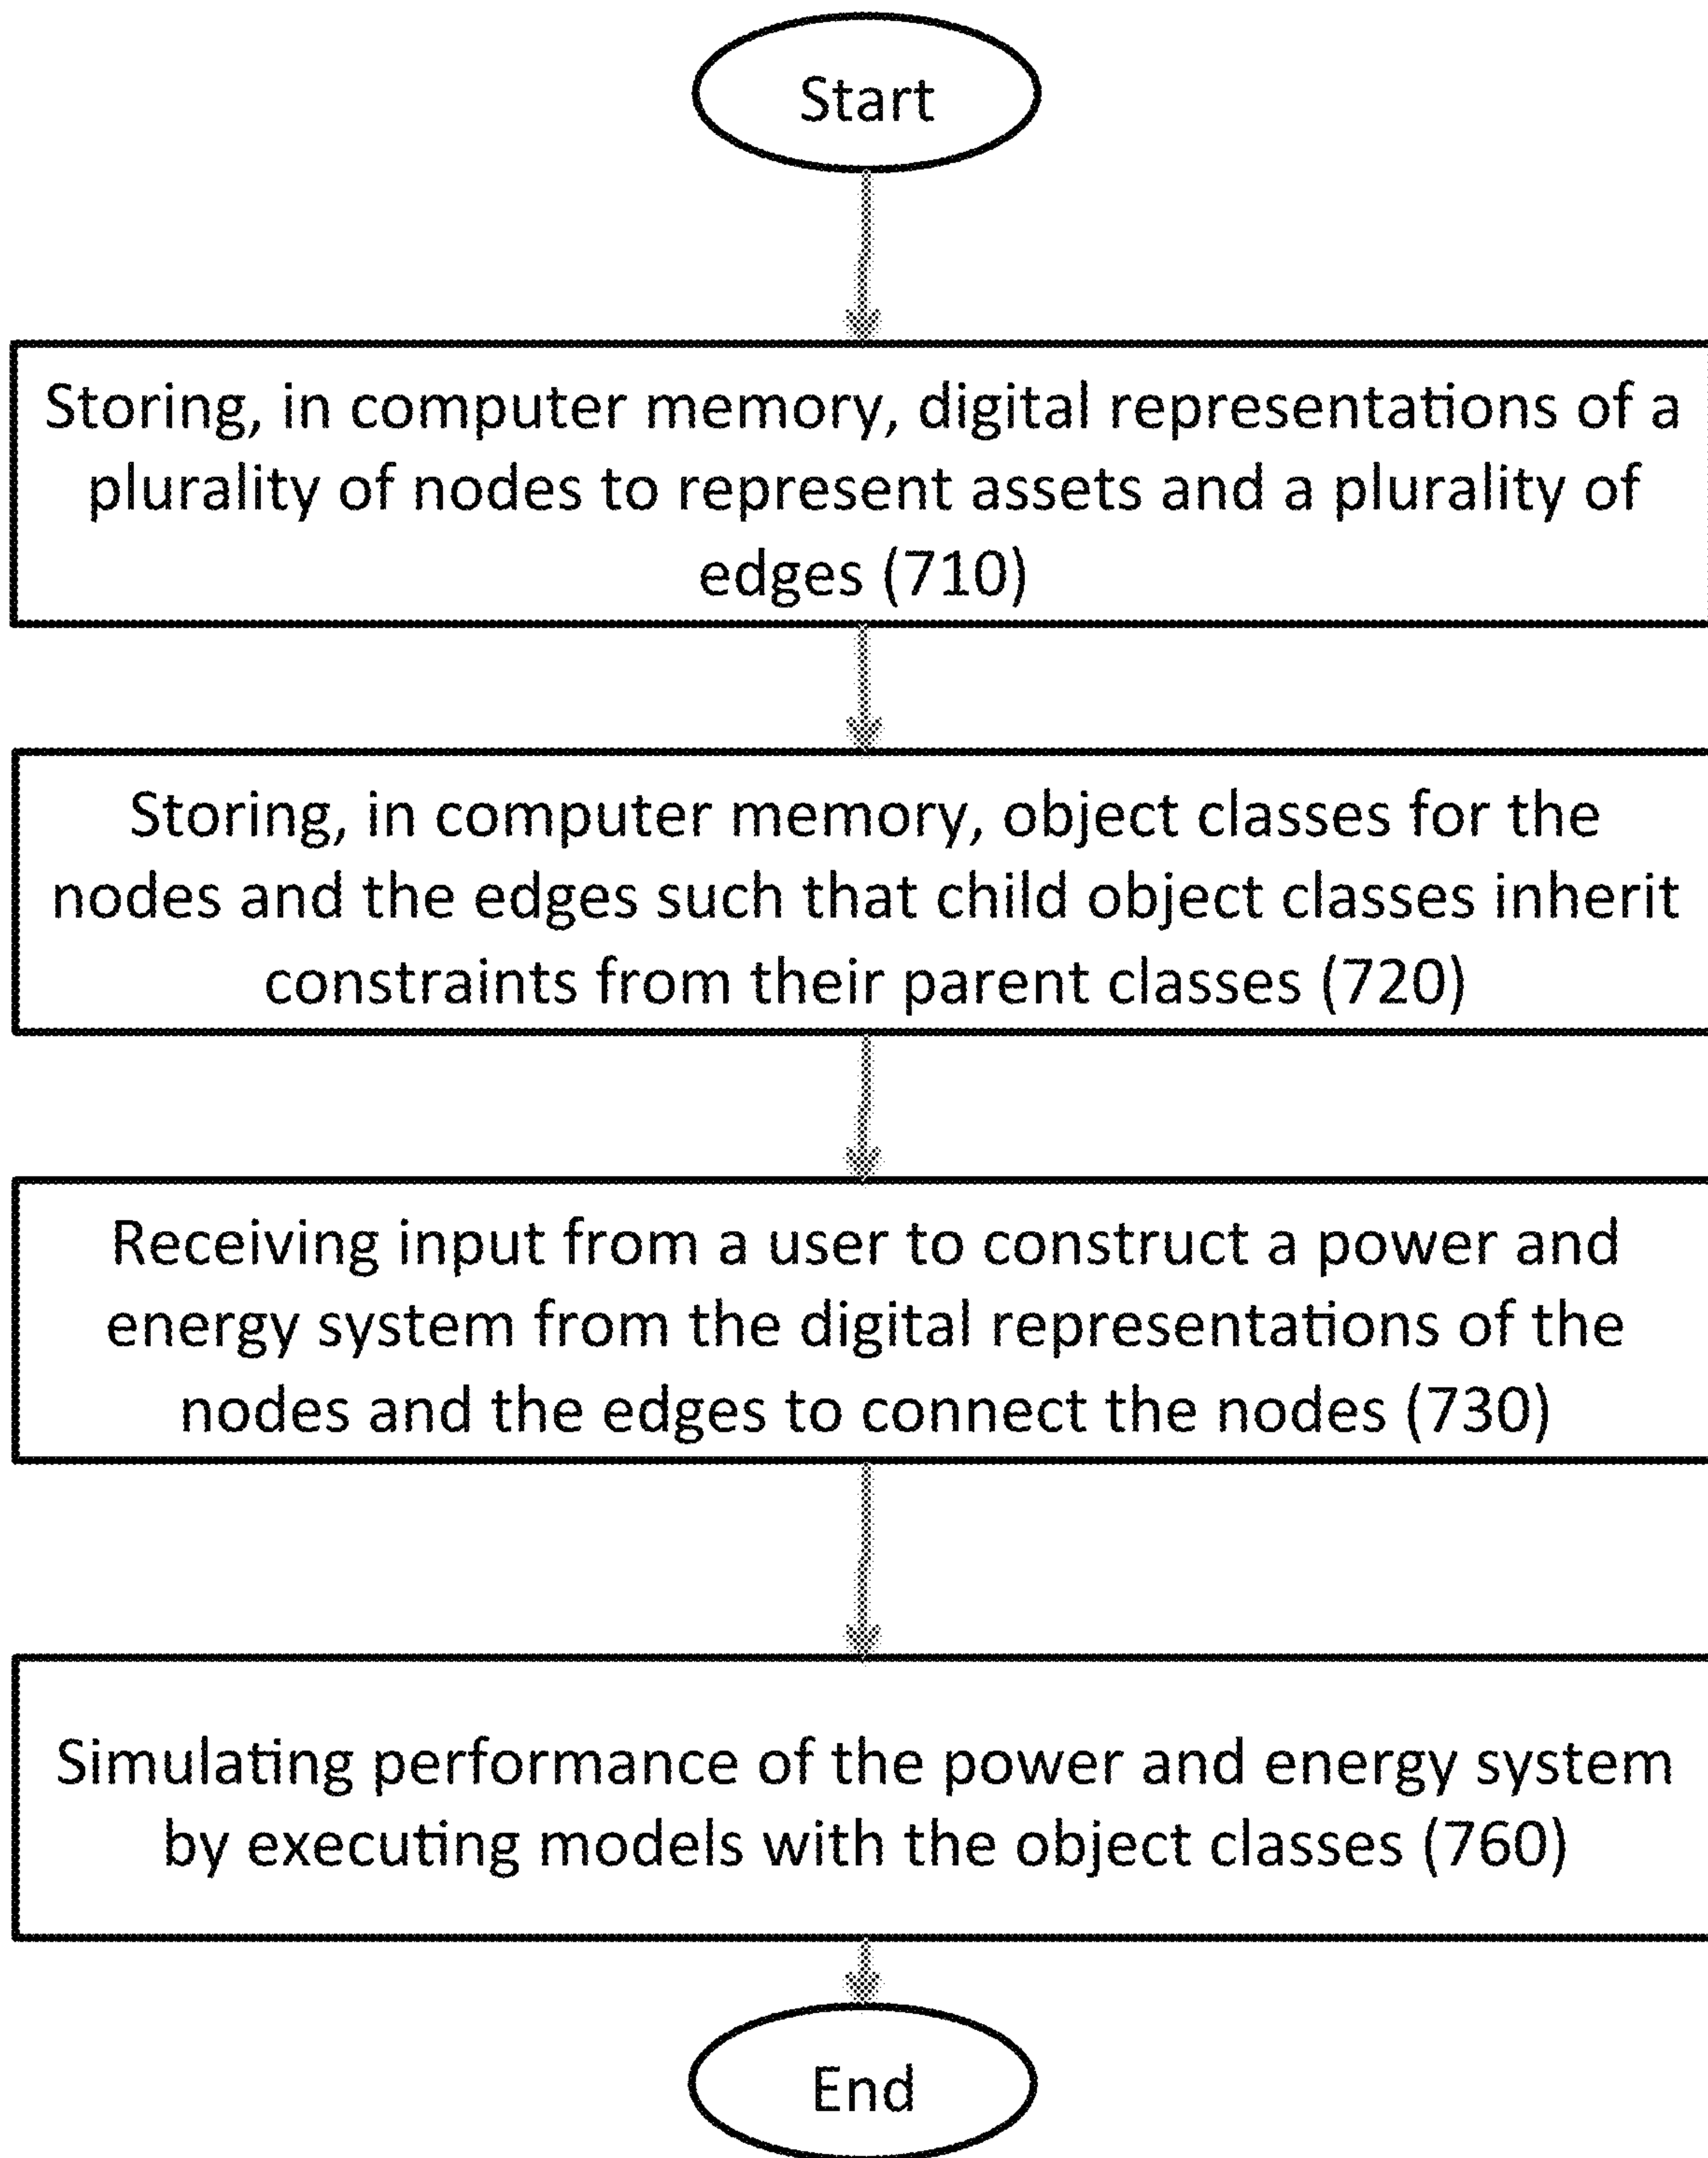 Start
Storing, in computer memory, digital representations of a
plurality of nodes to represent assets and a plurality of
edges (710)
Storing, in computer memory, object classes for the
nodes and the edges such that child object classes inherit
constraints from their parent classes (720)
Receiving input from a user to construct a power and
energy system from the digital representations of the
nodes and the edges to connect the nodes (730)
Simulating performance of the power and energy system
by executing models with the object classes (760)
End